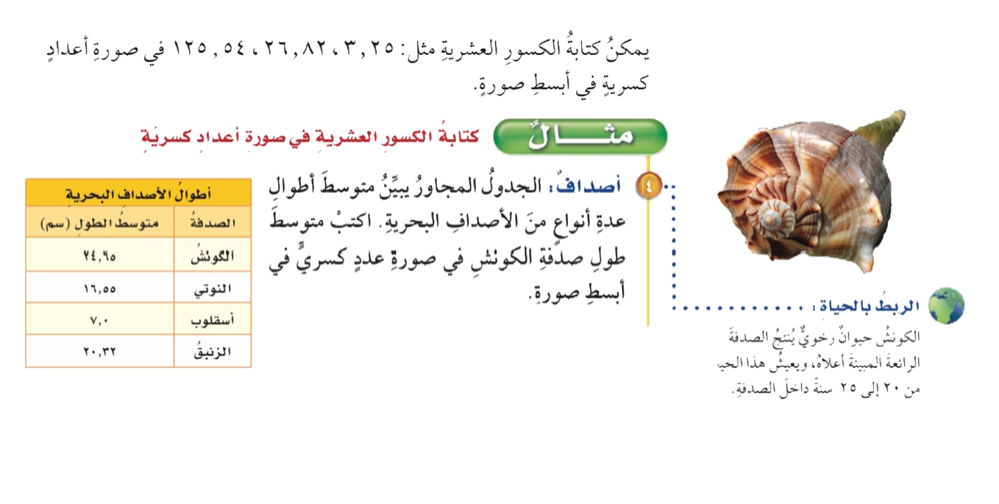 يمكنُ كتابةُ الكسورِ العشريةِ مثل: ٣,٢٥ ، ٢٦,٨٢ ، ١٢٥,٥٤ في صورةِ أعدادٍ
كسريةٍ في أبسطِ صورةٍ.
مثــــالٌ
كتابةُ الكسورِ العشريةِ في صورةِ أعدادٍ كسريَةٍ
٤
أصدافٌ: الجدولُ المجاورُ يبيِّنُ متوسطَ أطوالِ
عدةِ أنواعٍ منَ الأصدافِ البحريةِ. اكتبْ متوسطَ
طولِ صدفةِ الكونشِ في صورةِ عددٍ كسريٍّ في
أبسطِ صورةٍ.
أطوالُ الأصدافِ البحريةِ
الصدفةُ متوسطُ الطولِ (سم)
الكونشُ ٢٤,٦٥
النوتي ١٦,٥٥
أسقلوب ٧,٠
الزنبقُ ٢٠,٣٢
الربطُ بالحياةِ:
الكونشُ حيوانٌ رخويٌّ يُنتجُ الصدفةَ
الرائعةَ المبينةَ أعلاهُ، ويعيشُ هذا الحيـ
من ٢٠ إلى ٢٥ سنةً داخلَ الصدفةِ.